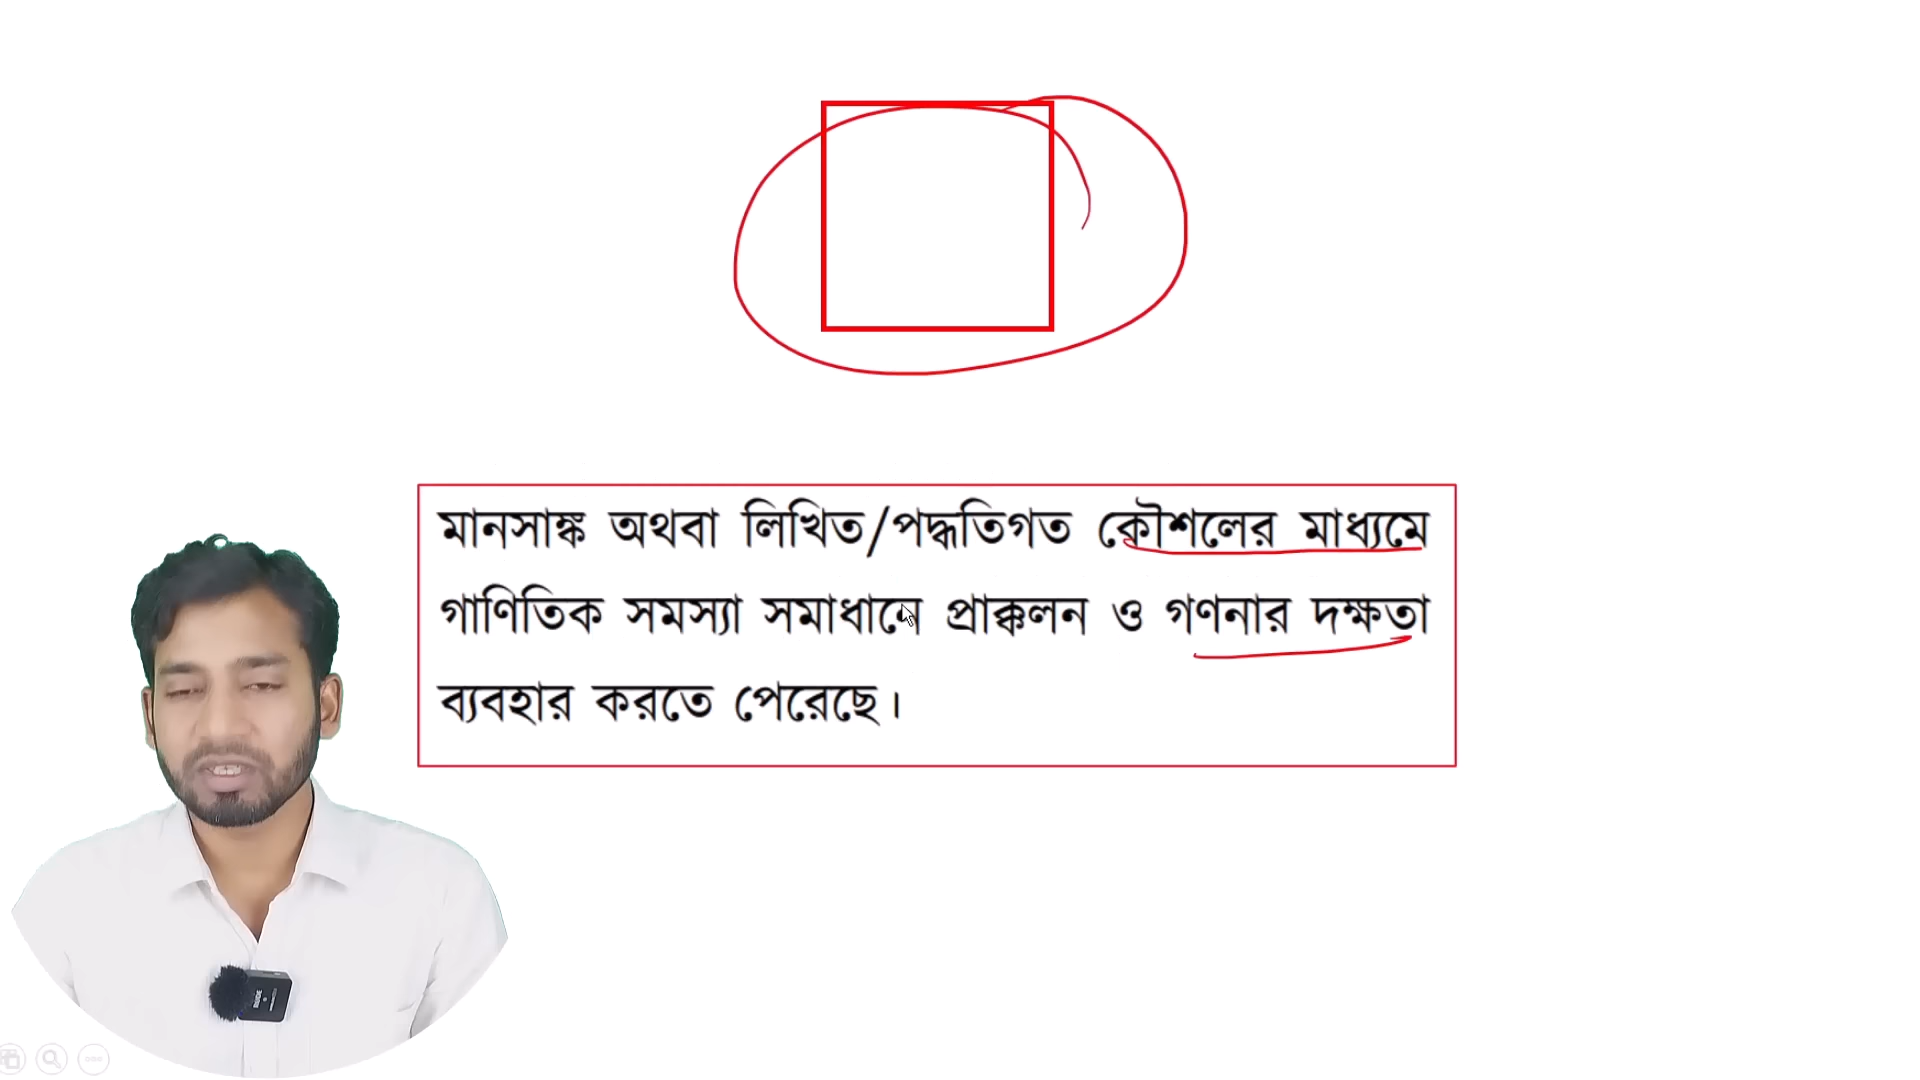 মানসাঙ্ক অথবা লিখিত/পদ্ধতিগত কৌশলের মাধ্যমে
গাণিতিক সমস্যা সমাধানে প্রাক্কলন ও গণনার দক্ষতা
ব্যবহার করতে পেরেছে।